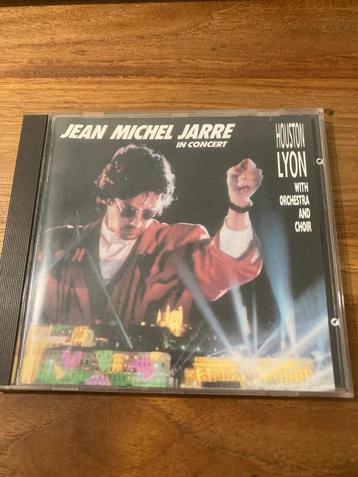 JEAN MICHEL JARRE
IN CONCERT
HOUSTON
LYON
WITH
ORCHESTRA
AND
CHOIR